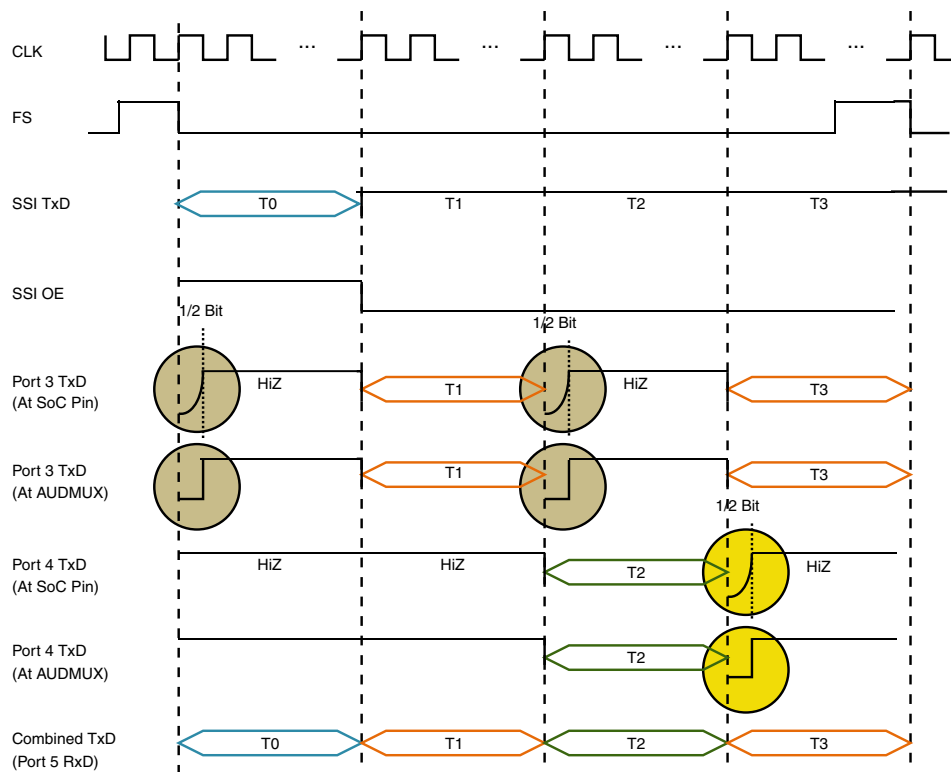 CLK
... ... ... ...
FS
SSI TxD
T0 T1 T2 T3
SSI OE
1/2 Bit 1/2 Bit
Port 3 TxD
(At SoC Pin)
HiZ T1 HiZ T3
Port 3 TxD
(At AUDMUX)
T1 T3
1/2 Bit
Port 4 TxD
(At SoC Pin)
HiZ HiZ T2 HiZ
Port 4 TxD
(At AUDMUX)
T2
Combined TxD
(Port 5 RxD)
T0 T1 T2 T3